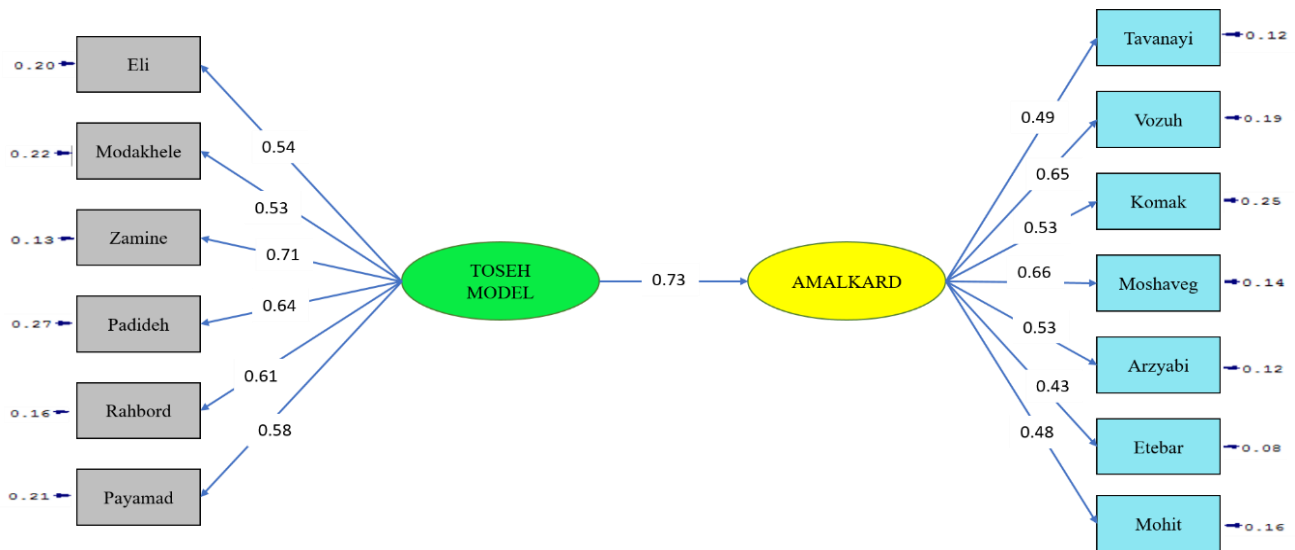 0.20
Eli
0.54
0.22
Modakhele
0.53
0.13
Zamine
0.71
0.27
Padideh
0.64
0.16
Rahbord
0.61
0.21
Payamad
0.58
TOSEH
MODEL
0.73
AMALKARD
0.49
Tavanayi
0.12
0.65
Vozuh
0.19
0.53
Komak
0.25
0.66
Moshaveg
0.14
0.53
Arzyabi
0.12
0.43
Etebar
0.08
0.48
Mohit
0.16